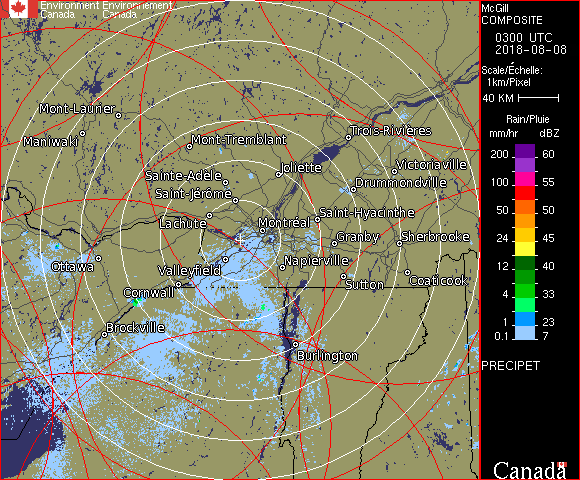 Environment Environnement
Canada Canada
McGill
COMPOSITE
0300 UTC
2018-08-08
Scale/Échelle:
1km/Pixel
40 KM
Rain/Pluie
mm/hr dBZ
200 60
100 55
50 50
24 45
12 40
4 33
1 23
0.1 7
PRECIPET
Canada
Mont-Laurier
Maniwaki
Mont-Tremblant
Trois-Rivières
Joliette
Victoriaville
Sainte-Adèle
Drummondville
Saint-Jérôme
Saint-Hyacinthe
Lachute
Montréal
Granby
Sherbrooke
Ottawa
Valleyfield
Napierville
Sutton
Coaticook
Cornwall
Brockville
Burlington